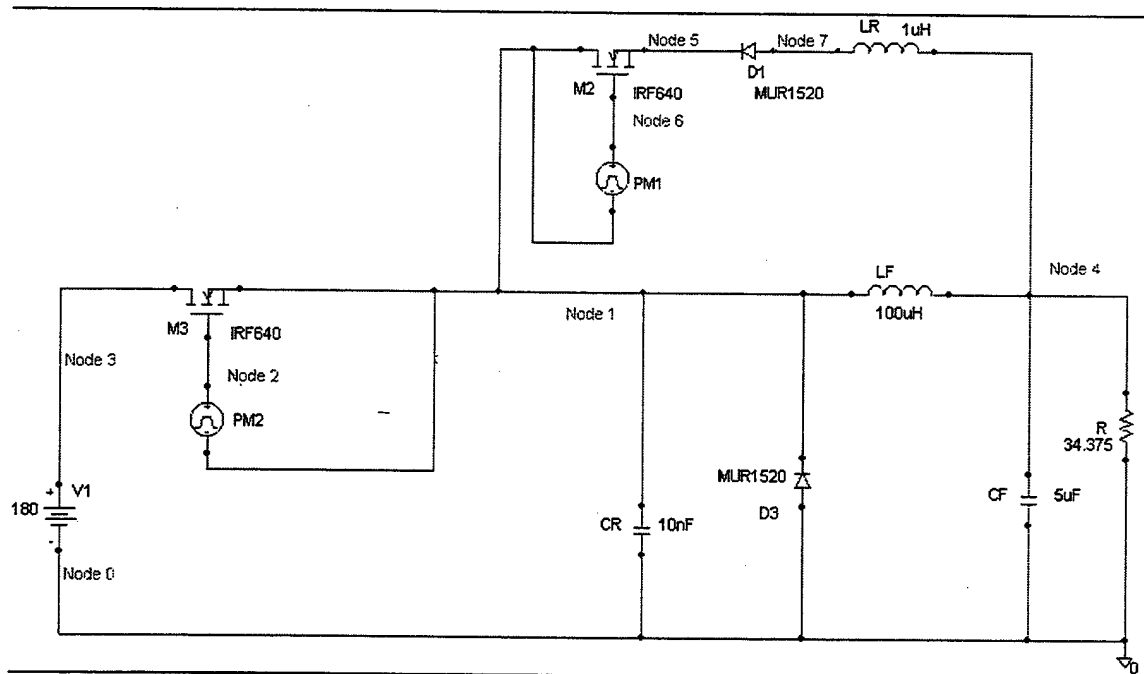 LR 1uH
Node 5
Node 7
D1
M2
IRF640
MUR1520
Node 6
PM1
Node 4
LF
100uH
Node 1
M3
IRF640
Node 3
Node 2
PM2
R
34.375
MUR1520
D3
CF 5uF
CR 10nF
+ V1
180
-
Node 0
0